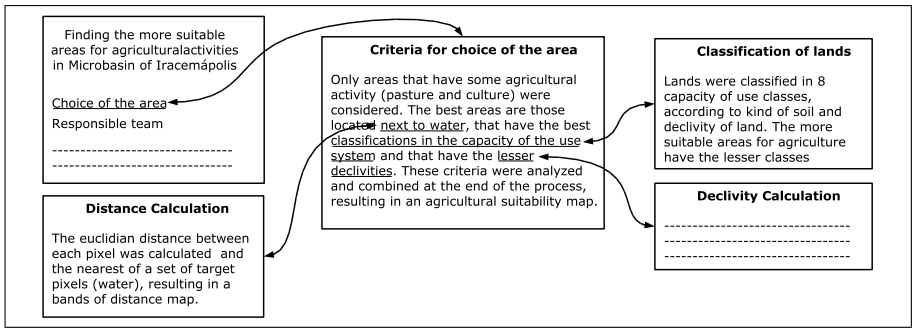 Finding the more suitable
areas for agriculturalactivities
in Microbasin of Iracemápolis
Choice of the area
Responsible team
Distance Calculation
The euclidian distance between
each pixel was calculated and
the nearest of a set of target
pixels (water), resulting in a
bands of distance map.
Criteria for choice of the area
Only areas that have some agricultural
activity (pasture and culture) were
considered. The best areas are those
located next to water, that have the best
classifications in the capacity of the use
system and that have the lesser
declivities. These criteria were analyzed
and combined at the end of the process,
resulting in an agricultural suitability map.
Classification of lands
Lands were classified in 8
capacity of use classes,
according to kind of soil and
declivity of land. The more
suitable areas for agriculture
have the lesser classes
Declivity Calculation